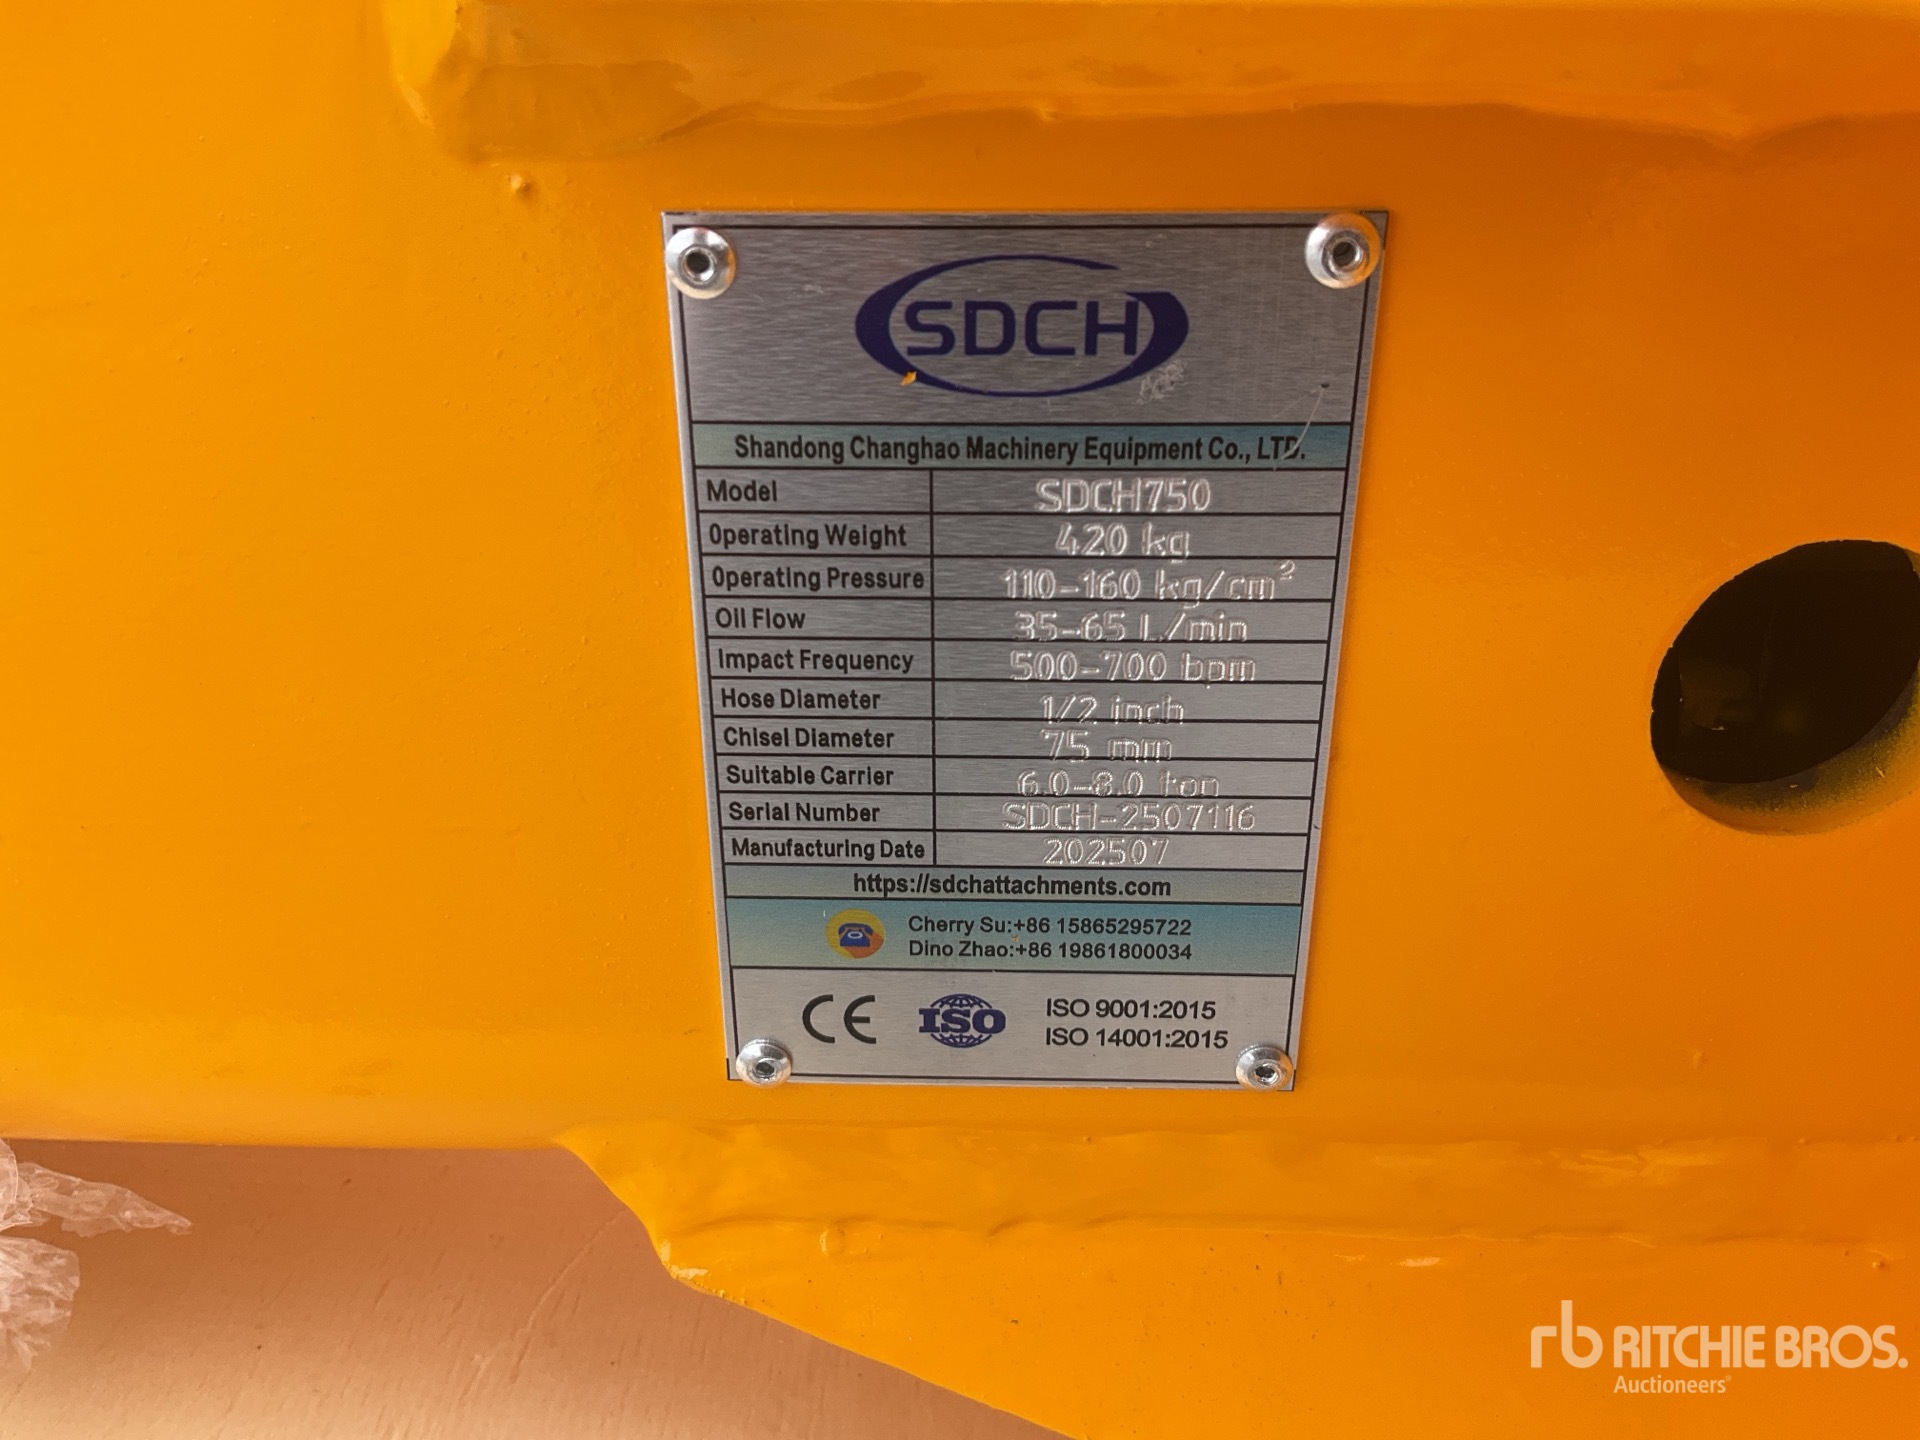 SDCH
Shandong Changhao Machinery Equipment Co., LTD.
Model SDCH750
Operating Weight 420 kg
Operating Pressure 110-160 kg/cm²
Oil Flow 35-65 L/min
Impact Frequency 500-700 bpm
Hose Diameter 1/2 inch
Chisel Diameter 75 mm
Suitable Carrier 6.0-8.0 ton
Serial Number SDCH-2507116
Manufacturing Date 202507
https://sdchattachments.com
Cherry Su:+86 15865295722
Dino Zhao:+86 19861800034
CE ISO ISO 9001:2015
ISO 14001:2015
rb RITCHIE BROS.
Auctioneers